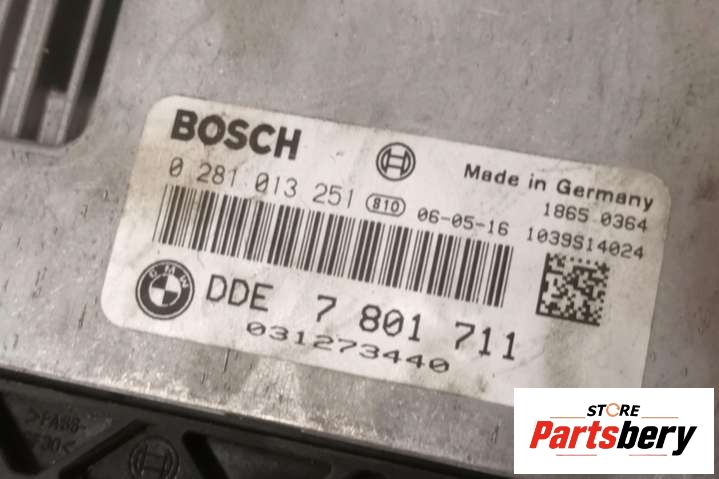 BOSCH
Made in Germany
0 281 013 251 810 06-05-16
1865 0364
1039S14024
BMW
DDE 7 801 711
031273440
STORE
Partsbery